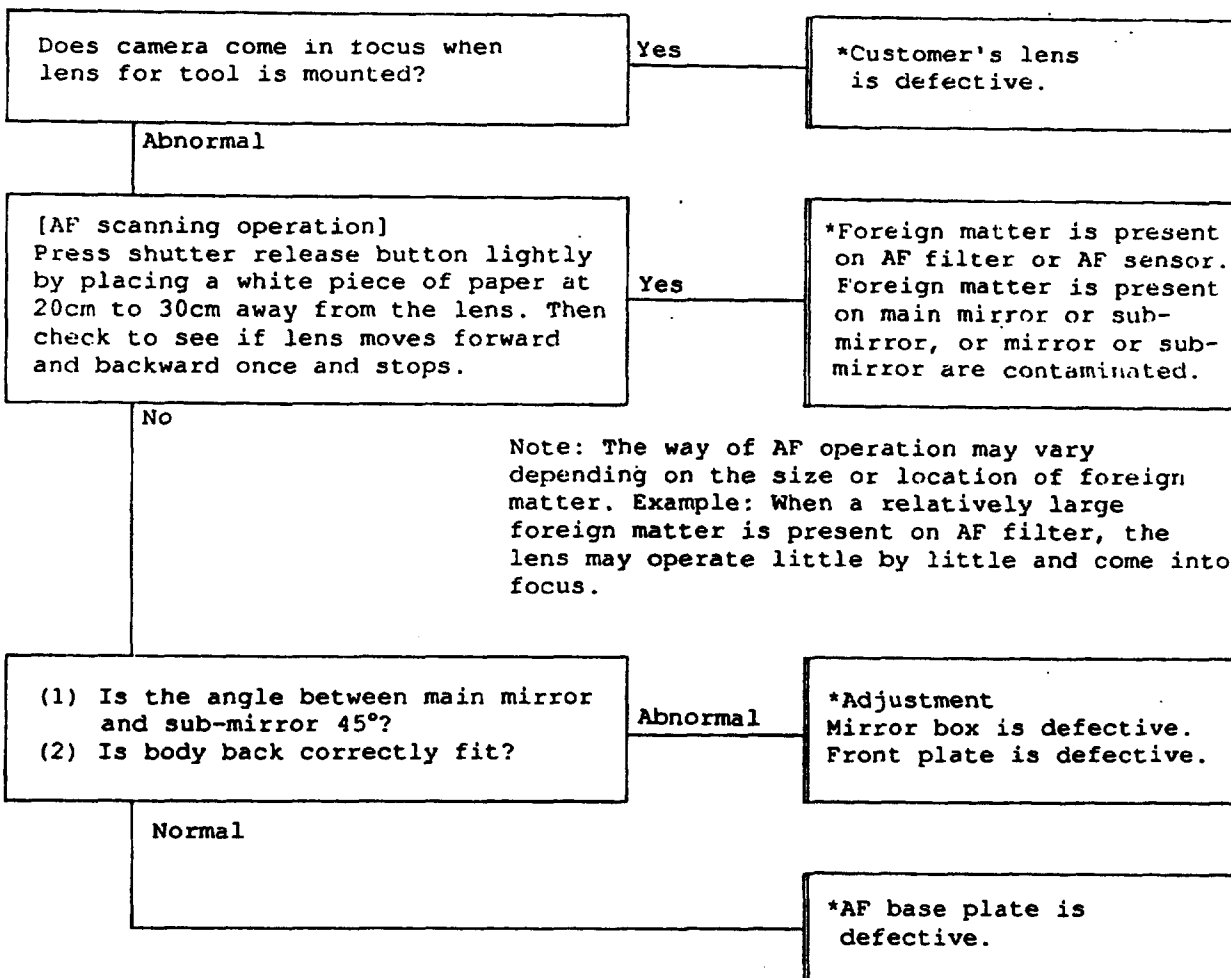 Does camera come in focus when
lens for tool is mounted?
Yes
*Customer's lens
is defective.
Abnormal
[AF scanning operation]
Press shutter release button lightly
by placing a white piece of paper at
20cm to 30cm away from the lens. Then
check to see if lens moves forward
and backward once and stops.
Yes
*Foreign matter is present
on AF filter or AF sensor.
Foreign matter is present
on main mirror or sub-
mirror, or mirror or sub-
mirror are contaminated.
No
Note: The way of AF operation may vary
depending on the size or location of foreign
matter. Example: When a relatively large
foreign matter is present on AF filter, the
lens may operate little by little and come into
focus.
(1) Is the angle between main mirror
and sub-mirror 45°?
(2) Is body back correctly fit?
Abnormal
*Adjustment
Mirror box is defective.
Front plate is defective.
Normal
*AF base plate is
defective.